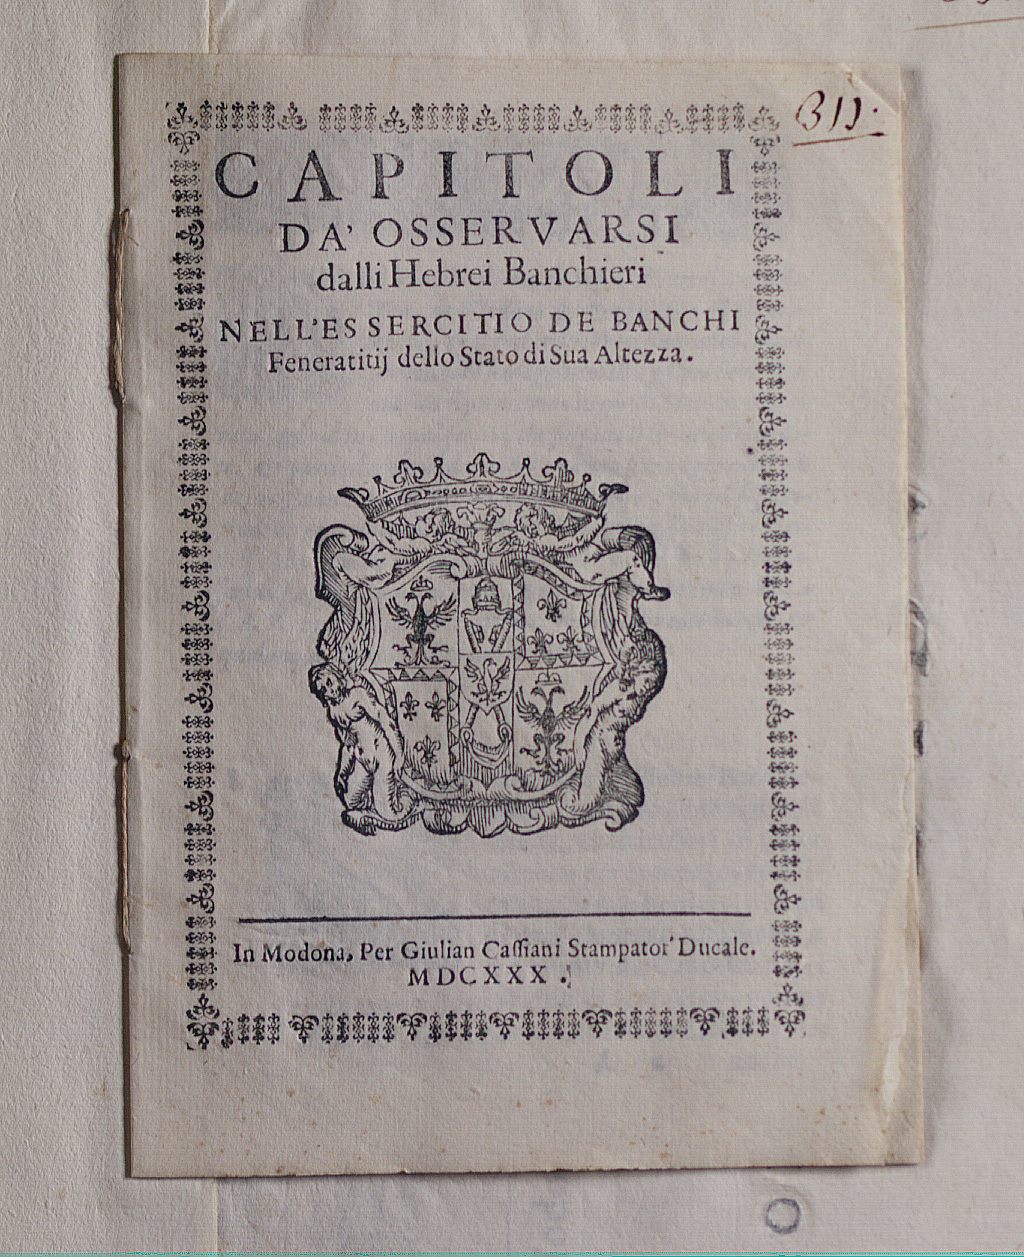 311.
CAPITOLI
DA' OSSERVARSI
dalli Hebrei Banchieri
NELL'ESSERCITIO DE BANCHI
Feneratitij dello Stato di Sua Altezza.
In Modona, Per Giulian Cassiani Stampator Ducale.
MDCXXX.